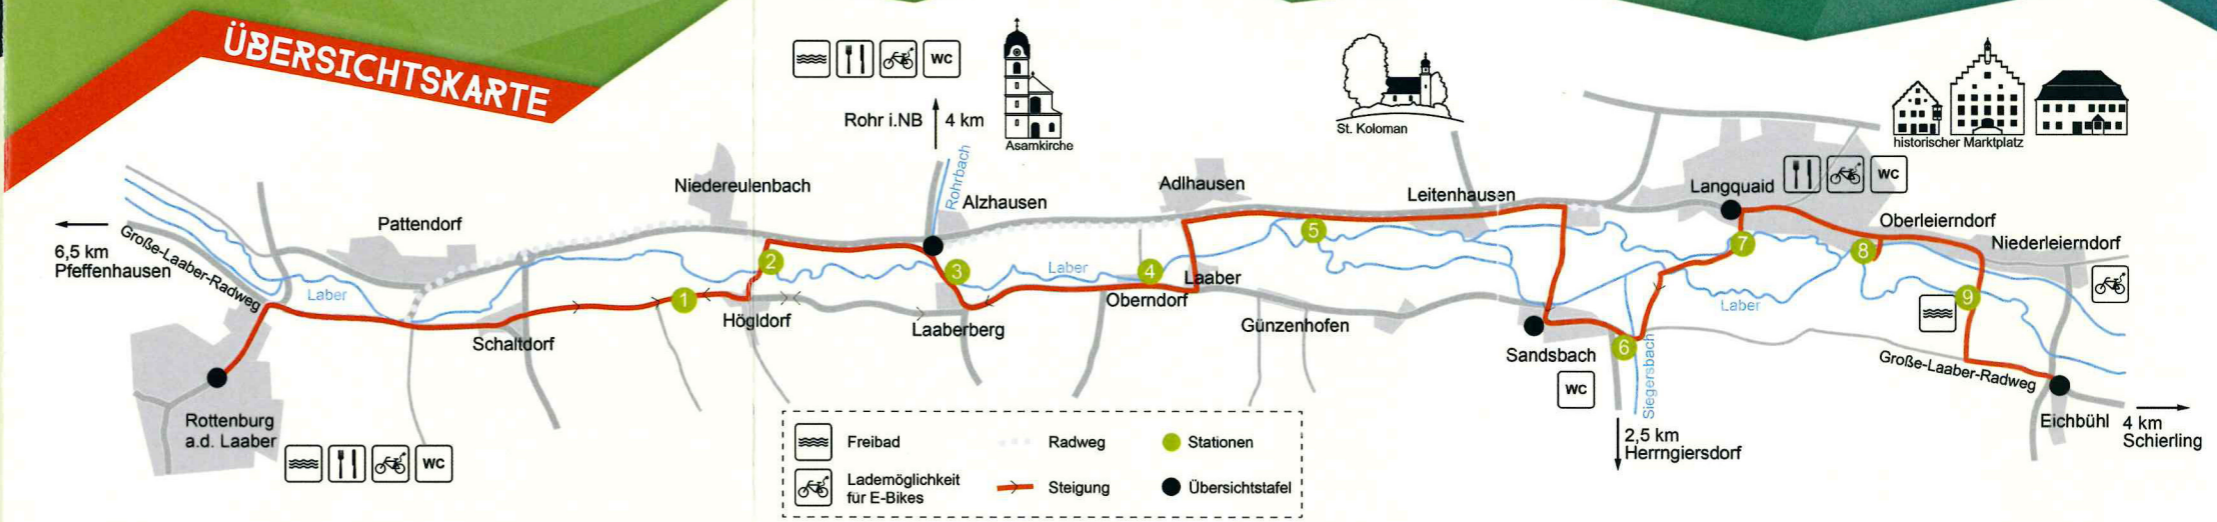 ÜBERSICHTSKARTE
WC
Rohr i.NB
4 km
Asamkirche
St. Koloman
historischer Marktplatz
Niedereulenbach
Rohrbach
Alzhausen
Adlhausen
Leitenhausen
Langquaid
WC
Oberleierndorf
Niederleierndorf
Pattendorf
6,5 km
Pfeffenhausen
Große-Laaber-Radweg
Laber
Schaltdorf
1
2
Högldorf
3
Laaberberg
Laber
4
Oberndorf
Laaber
5
Günzenhofen
Sandsbach
WC
6
Siegersbach
2,5 km
Herrngiersdorf
7
Laber
8
9
Große-Laaber-Radweg
Eichbühl
4 km
Schierling
Rottenburg
a.d. Laaber
WC
Freibad
Radweg
Stationen
Lademöglichkeit
für E-Bikes
Steigung
Übersichtstafel